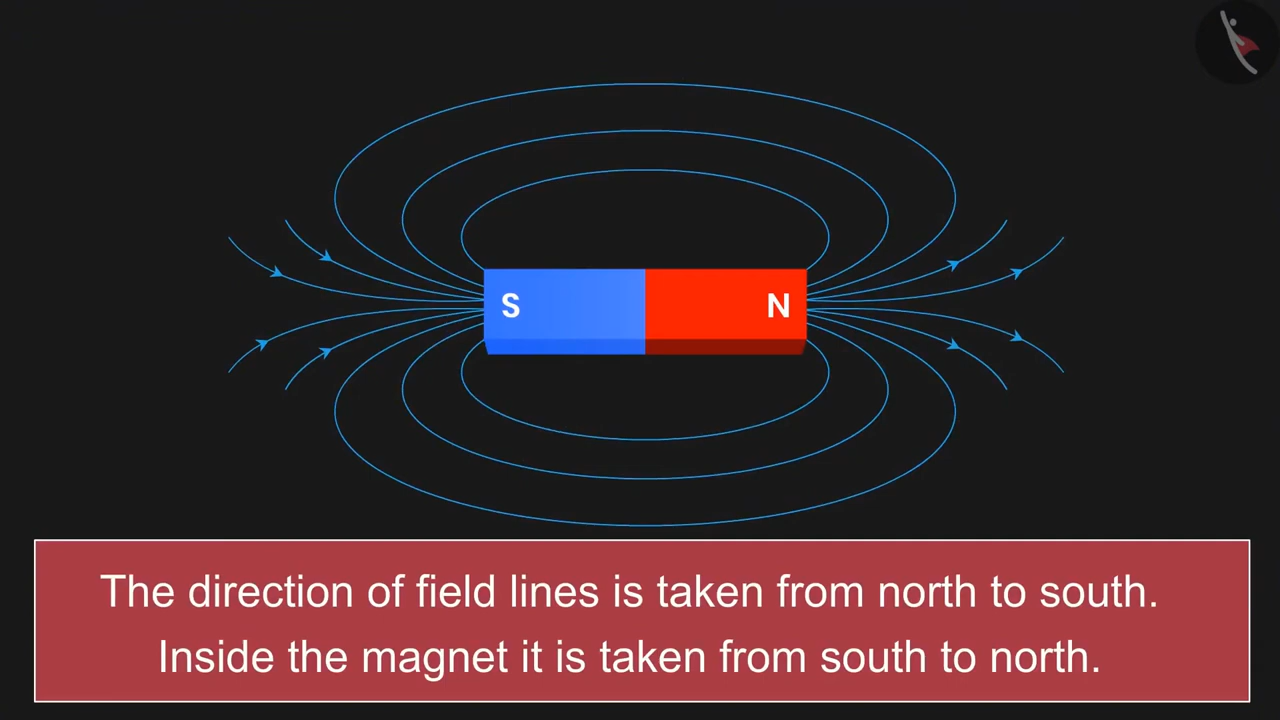 S N
The direction of field lines is taken from north to south.
Inside the magnet it is taken from south to north.